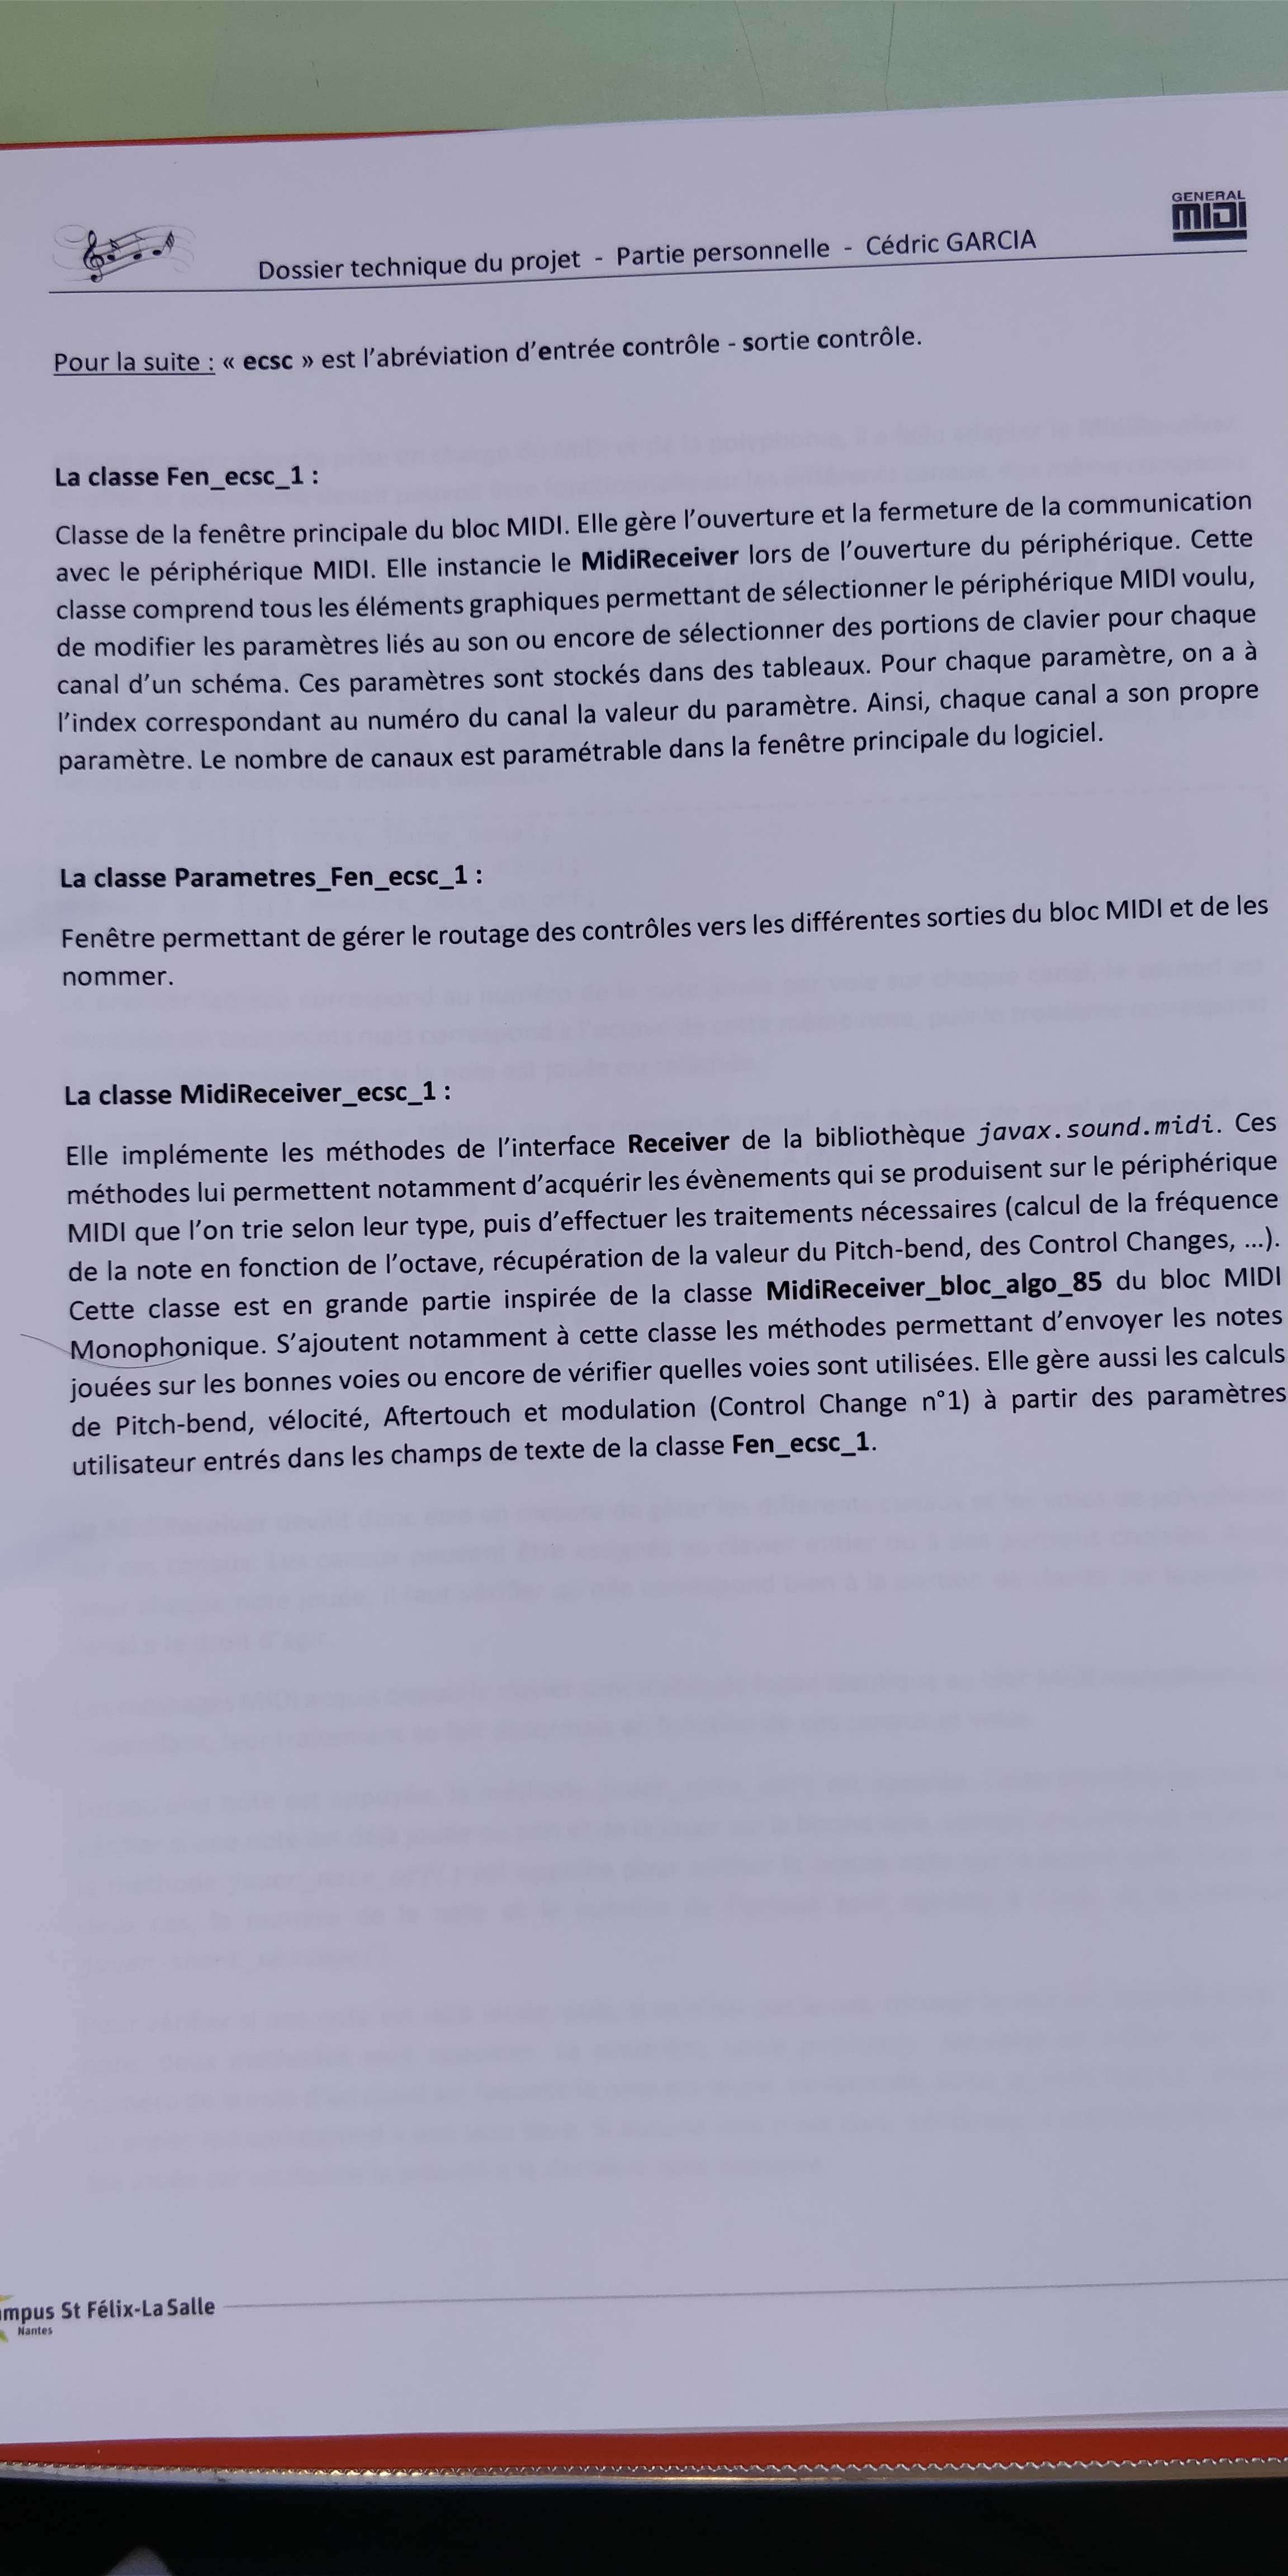 GENERAL
MIDI
Dossier technique du projet - Partie personnelle - Cédric GARCIA
Pour la suite : « ecsc » est l’abréviation d’entrée contrôle - sortie contrôle.
La classe Fen_ecsc_1 :
Classe de la fenêtre principale du bloc MIDI. Elle gère l’ouverture et la fermeture de la communication
avec le périphérique MIDI. Elle instancie le MidiReceiver lors de l’ouverture du périphérique. Cette
classe comprend tous les éléments graphiques permettant de sélectionner le périphérique MIDI voulu,
de modifier les paramètres liés au son ou encore de sélectionner des portions de clavier pour chaque
canal d’un schéma. Ces paramètres sont stockés dans des tableaux. Pour chaque paramètre, on a à
l’index correspondant au numéro du canal la valeur du paramètre. Ainsi, chaque canal a son propre
paramètre. Le nombre de canaux est paramétrable dans la fenêtre principale du logiciel.
La classe Parametres_Fen_ecsc_1 :
Fenêtre permettant de gérer le routage des contrôles vers les différentes sorties du bloc MIDI et de les
nommer.
La classe MidiReceiver_ecsc_1 :
Elle implémente les méthodes de l’interface Receiver de la bibliothèque javax.sound.midi. Ces
méthodes lui permettent notamment d’acquérir les évènements qui se produisent sur le périphérique
MIDI que l’on trie selon leur type, puis d’effectuer les traitements nécessaires (calcul de la fréquence
de la note en fonction de l’octave, récupération de la valeur du Pitch-bend, des Control Changes, ...).
Cette classe est en grande partie inspirée de la classe MidiReceiver_bloc_algo_85 du bloc MIDI
Monophonique. S’ajoutent notamment à cette classe les méthodes permettant d’envoyer les notes
jouées sur les bonnes voies ou encore de vérifier quelles voies sont utilisées. Elle gère aussi les calculs
de Pitch-bend, vélocité, Aftertouch et modulation (Control Change n°1) à partir des paramètres
utilisateur entrés dans les champs de texte de la classe Fen_ecsc_1.
mpus St Félix-La Salle
Nantes